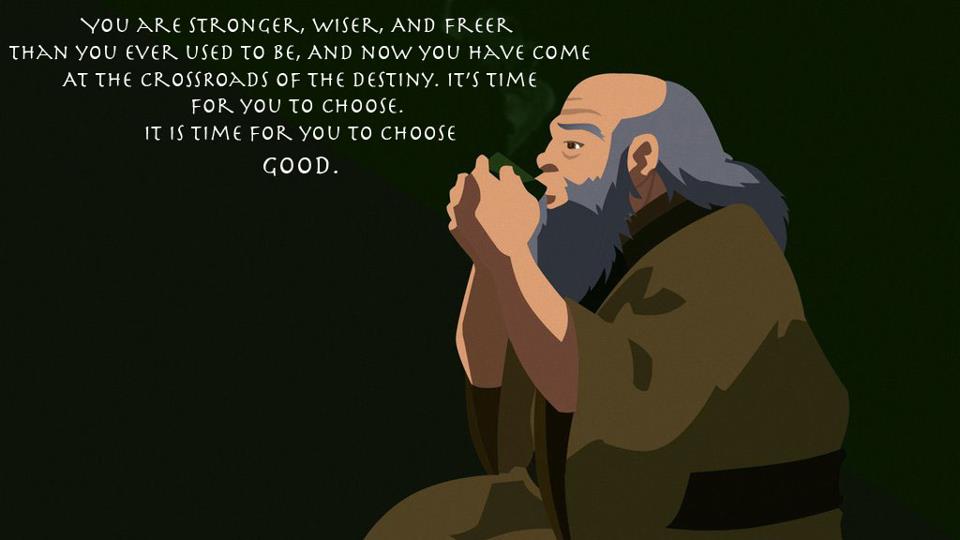 You are stronger, wiser, And freer
than you ever used to be, And now you have come
At the crossroads of the destiny. It's time
for you to choose.
It is time for you to choose
good.